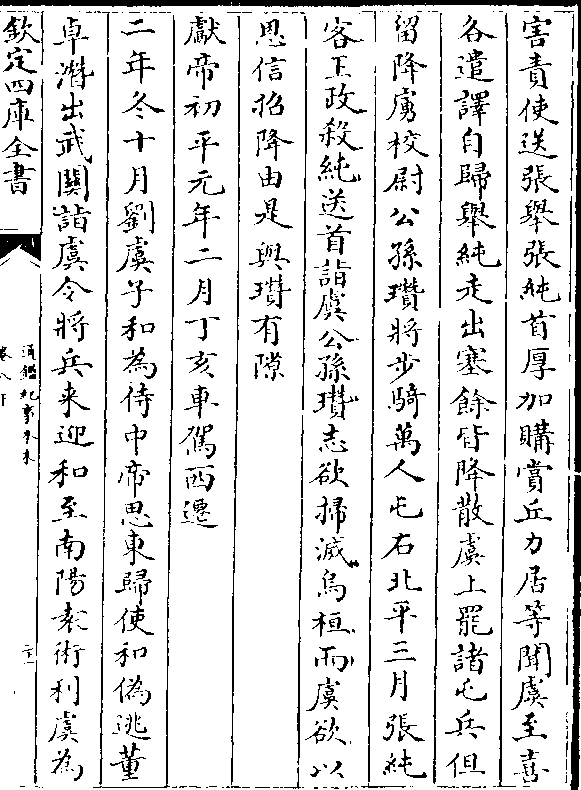 害責使送張舉張純首厚加購賞丘力居等聞虞至喜
各遣譯自歸舉純走出塞餘皆降散虞上罷諸屯兵但
留降虜校尉公孫瓚將步騎萬人屯右北平三月張純
客王政殺純送首詣虞公孫瓚志欲掃滅烏桓而虞欲以
恩信招降由是與瓚有隙
獻帝初平元年二月丁亥車駕西遷
二年冬十月劉虞子和為侍中帝思東歸使和偽逃董
卓潛出武關詣虞令將兵来迎和至南陽袁術利虞為
欽定四庫全書
通鑑紀事本末